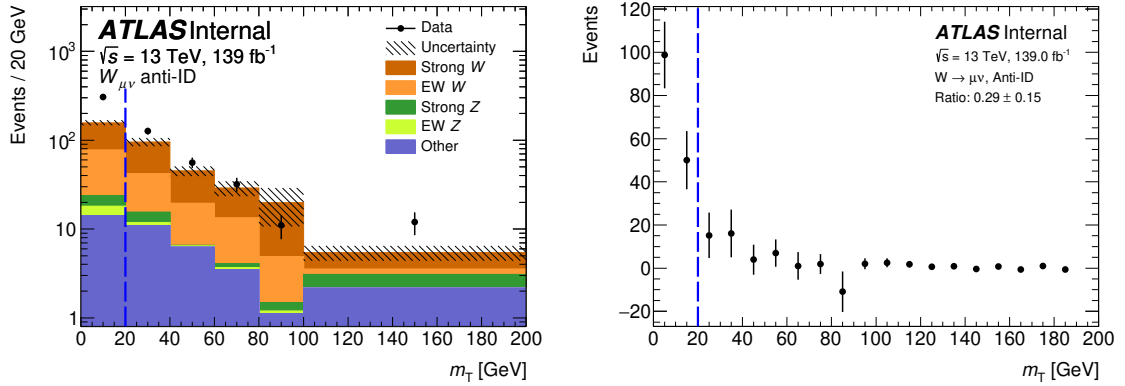 ATLAS Internal
√s = 13 TeV, 139 fb⁻¹
W μν anti-ID
Data
Uncertainty
Strong W
EW W
Strong Z
EW Z
Other
Events / 20 GeV
10³
10²
10
1
0 20 40 60 80 100 120 140 160 180 200
m_T [GeV]
ATLAS Internal
√s = 13 TeV, 139.0 fb⁻¹
W → μν, Anti-ID
Ratio: 0.29 ± 0.15
Events
120
100
80
60
40
20
0
−20
0 20 40 60 80 100 120 140 160 180 200
m_T [GeV]